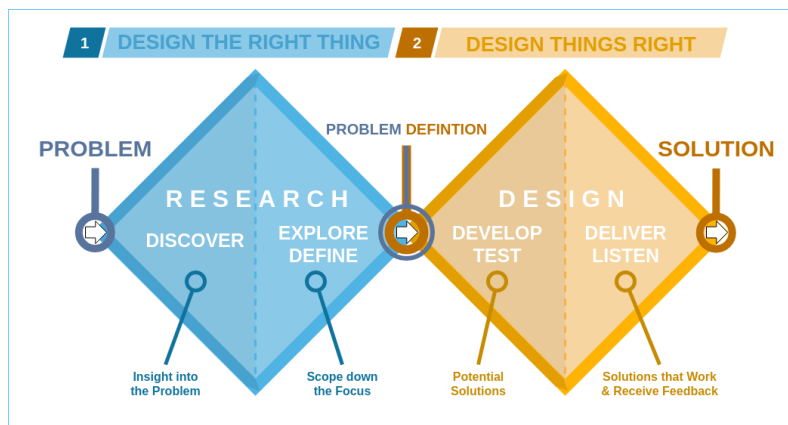 1 DESIGN THE RIGHT THING 2 DESIGN THINGS RIGHT
PROBLEM
PROBLEM DEFINTION
SOLUTION
RESEARCH
DISCOVER
EXPLORE
DEFINE
DESIGN
DEVELOP
TEST
DELIVER
LISTEN
Insight into
the Problem
Scope down
the Focus
Potential
Solutions
Solutions that Work
& Receive Feedback